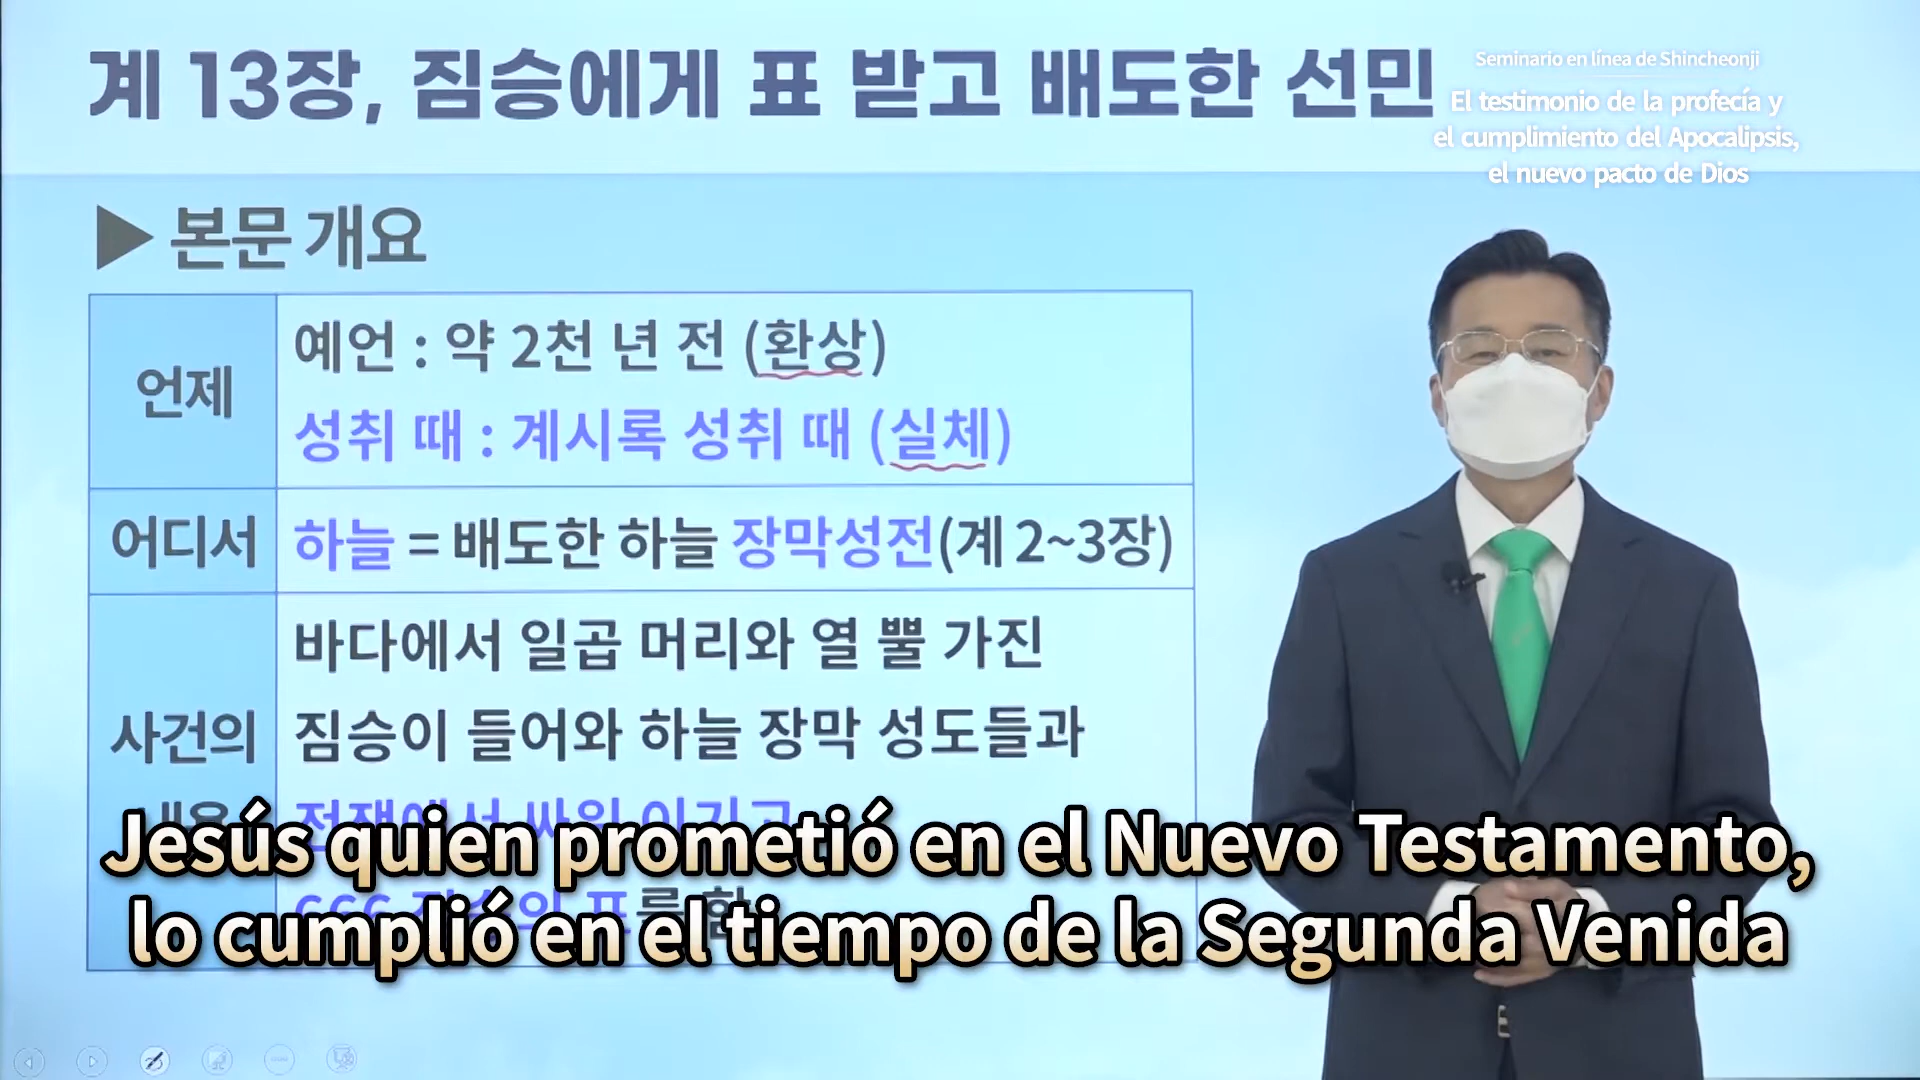 계 13장, 짐승에게 표 받고 배도한 선민
Seminario en línea de Shincheonji
El testimonio de la profecía y
el cumplimiento del Apocalipsis,
el nuevo pacto de Dios
▶ 본문 개요
언제
예언 : 약 2천 년 전 (환상)
성취 때 : 계시록 성취 때 (실체)
어디서
하늘 = 배도한 하늘 장막성전(계 2~3장)
사건의
바다에서 일곱 머리와 열 뿔 가진
짐승이 들어와 하늘 장막 성도들과
Jesús quien prometió en el Nuevo Testamento,
lo cumplió en el tiempo de la Segunda Venida